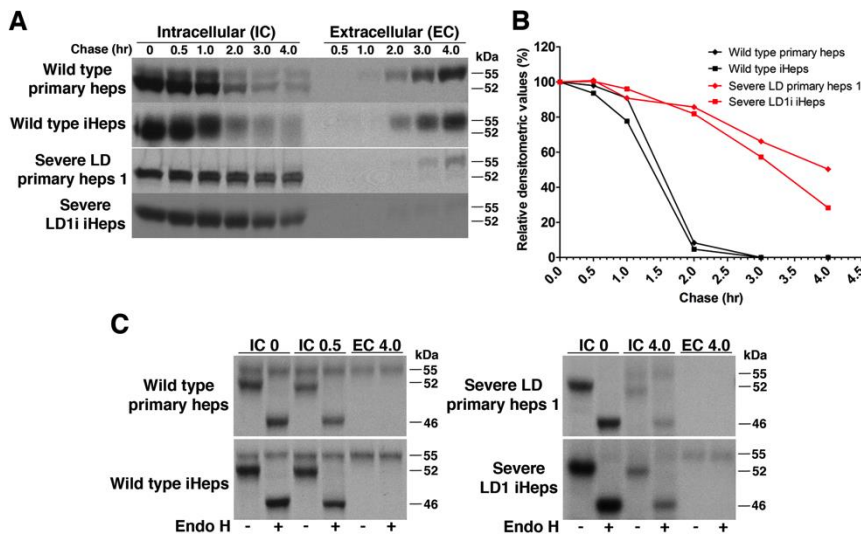 A
Intracellular (IC)
Extracellular (EC)
Chase (hr)
0 0.5 1.0 2.0 3.0 4.0
0.5 1.0 2.0 3.0 4.0
kDa
Wild type
primary heps
55
52
Wild type iHeps
55
52
Severe LD
primary heps 1
55
52
Severe
LD1i iHeps
55
52
B
Relative densitometric values (%)
120
100
80
60
40
20
0
0.0 0.5 1.0 1.5 2.0 2.5 3.0 3.5 4.0 4.5
Chase (hr)
Wild type primary heps
Wild type iHeps
Severe LD primary heps 1
Severe LD1i iHeps
C
IC 0 IC 0.5 EC 4.0
kDa
Wild type
primary heps
55
52
46
Wild type iHeps
55
52
46
Endo H - + - + - +
IC 0 IC 4.0 EC 4.0
kDa
Severe LD
primary heps 1
55
52
46
Severe
LD1 iHeps
55
52
46
Endo H - + - + - +